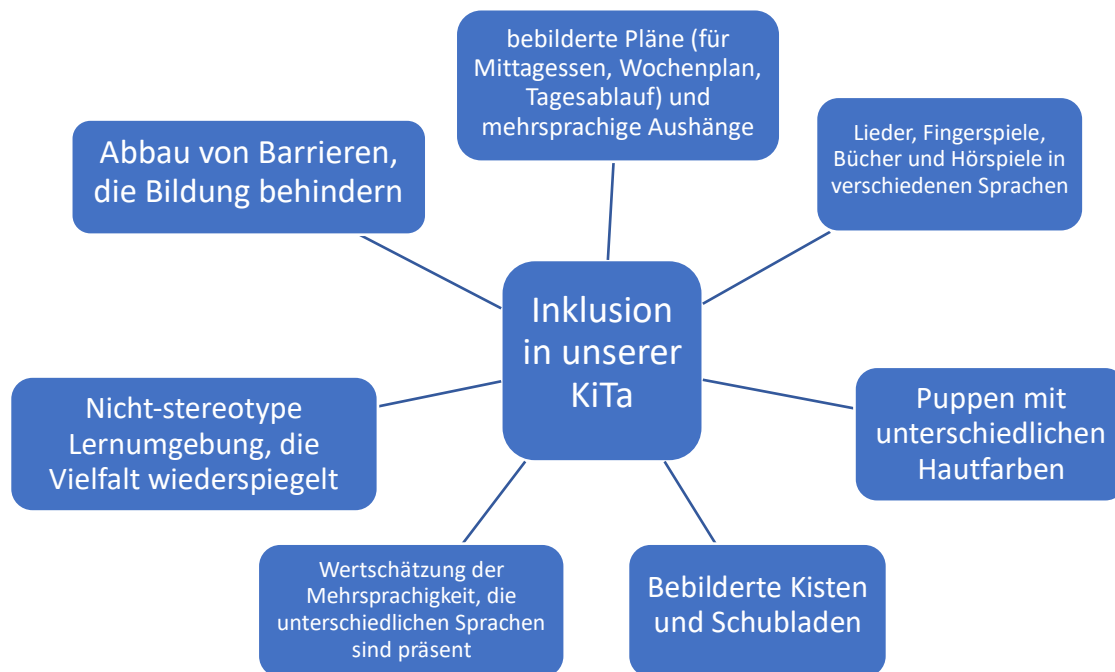 bebilderte Pläne (für
Mittagessen, Wochenplan,
Tagesablauf) und
mehrsprachige Aushänge
Lieder, Fingerspiele,
Bücher und Hörspiele in
verschiedenen Sprachen
Abbau von Barrieren,
die Bildung behindern
Inklusion
in unserer
KiTa
Nicht-stereotype
Lernumgebung, die
Vielfalt wiederspiegelt
Puppen mit
unterschiedlichen
Hautfarben
Wertschätzung der
Mehrsprachigkeit, die
unterschiedlichen Sprachen
sind präsent
Bebilderte Kisten
und Schubladen